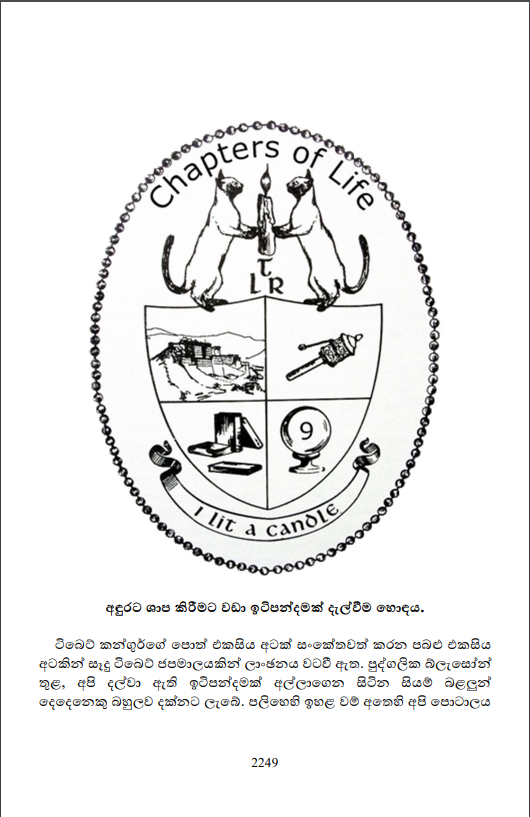 Chapters of Life
T
L R
9
I lit a candle
අඳුරට ශාප කිරීමට වඩා ඉටිපන්දමක් දැල්වීම හොඳය.
ටිබෙට් කන්ගුර්ගේ පොත් එකසිය අටක් සංකේතවත් කරන පබළු එකසිය
අටකින් සෑදූ ටිබෙට් ජපමාලයකින් ලාංඡනය වටවී ඇත. පුද්ගලික බ්ලැසෝන්
තුළ, අපි දල්වා ඇති ඉටිපන්දමක් අල්ලාගෙන සිටින සියම් බළලුන්
දෙදෙනෙකු බහුලව දක්නට ලැබේ. පලිහෙහි ඉහළ වම් අතෙහි අපි පොටාලය
2249